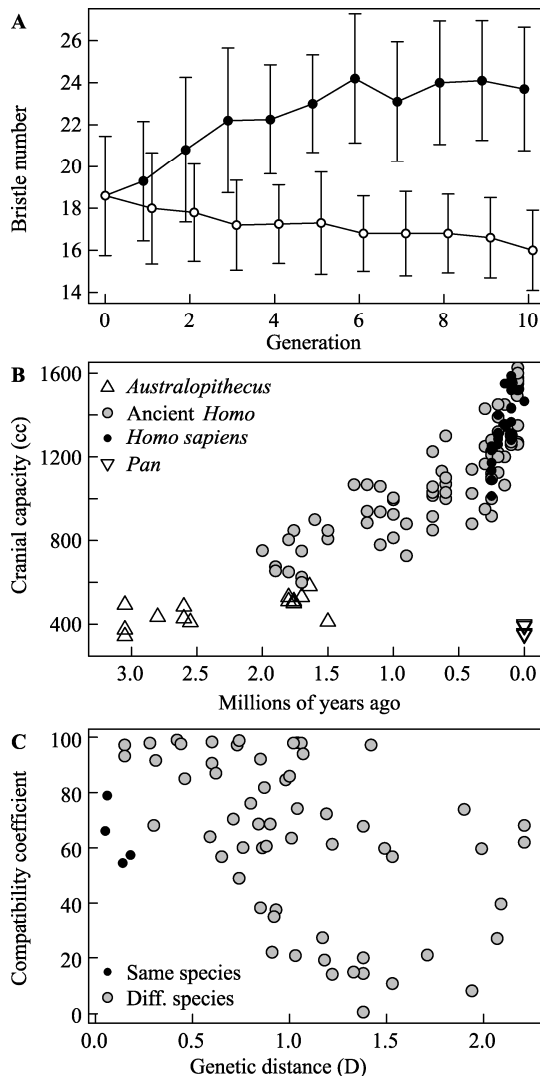 A
26
24
22
20
18
16
14
Bristle number
0 2 4 6 8 10
Generation
B
1600
1200
800
400
Cranial capacity (cc)
Australopithecus
Ancient Homo
Homo sapiens
Pan
3.0 2.5 2.0 1.5 1.0 0.5 0.0
Millions of years ago
C
100
80
60
40
20
0
Compatibility coefficient
Same species
Diff. species
0.0 0.5 1.0 1.5 2.0
Genetic distance (D)